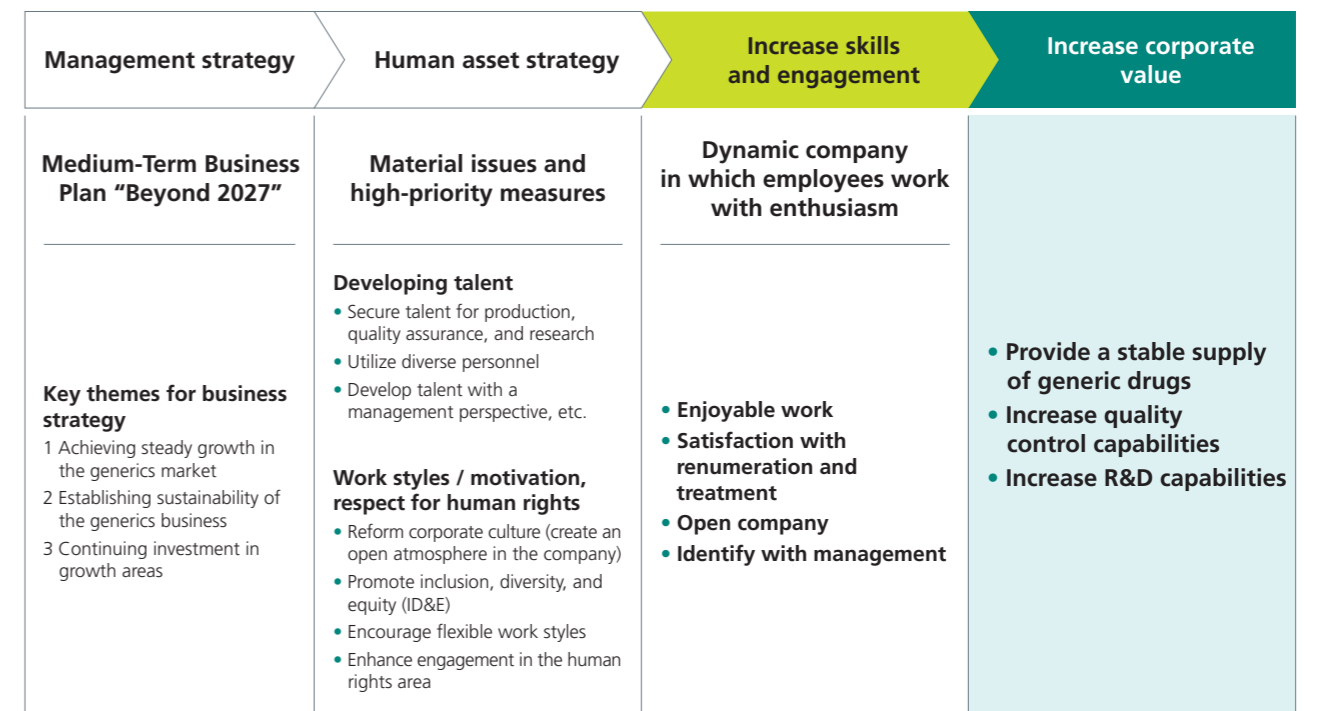 Management strategy
Human asset strategy
Increase skills
and engagement
Increase corporate
value
Medium-Term Business
Plan “Beyond 2027”
Key themes for business
strategy
1 Achieving steady growth in
the generics market
2 Establishing sustainability of
the generics business
3 Continuing investment in
growth areas
Material issues and
high-priority measures
Developing talent
• Secure talent for production,
quality assurance, and research
• Utilize diverse personnel
• Develop talent with a
management perspective, etc.
Work styles / motivation,
respect for human rights
• Reform corporate culture (create an
open atmosphere in the company)
• Promote inclusion, diversity, and
equity (ID&E)
• Encourage flexible work styles
• Enhance engagement in the human
rights area
Dynamic company
in which employees work
with enthusiasm
• Enjoyable work
• Satisfaction with
renumeration and
treatment
• Open company
• Identify with management
• Provide a stable supply
of generic drugs
• Increase quality
control capabilities
• Increase R&D capabilities